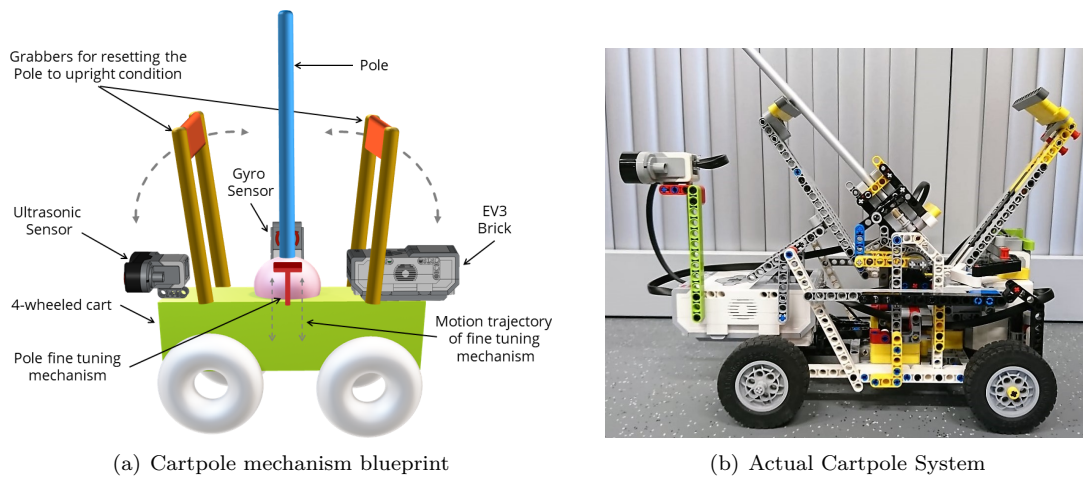 Grabbers for resetting the
Pole to upright condition
Pole
Gyro
Sensor
Ultrasonic
Sensor
EV3
Brick
4-wheeled cart
Motion trajectory
of fine tuning
mechanism
Pole fine tuning
mechanism
(a) Cartpole mechanism blueprint
(b) Actual Cartpole System